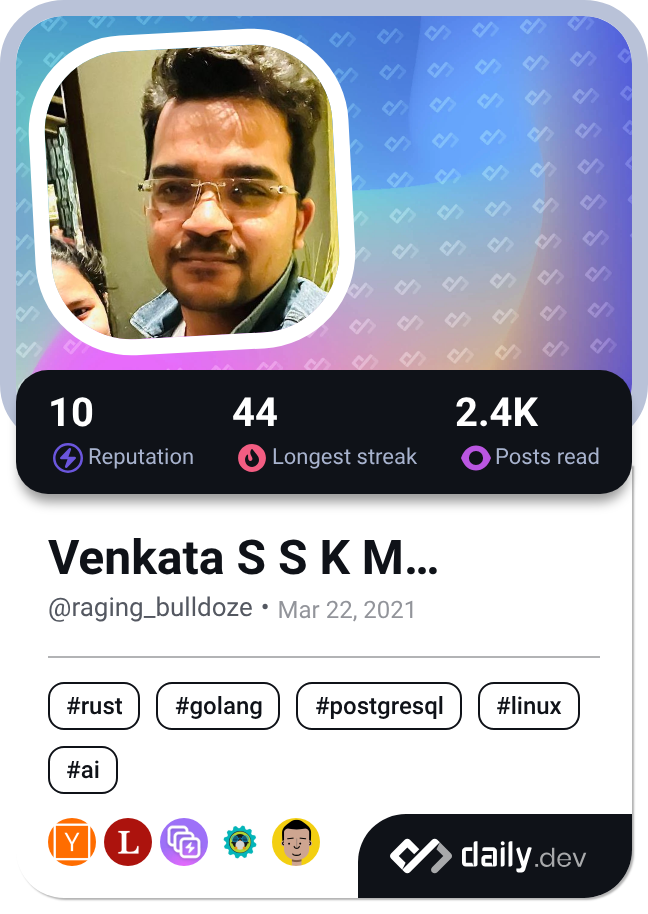 10 44 2.4K
Reputation Longest streak Posts read
Venkata S S K M...
@raging_bulldoze • Mar 22, 2021
#rust #golang #postgresql #linux
#ai
Y L daily.dev